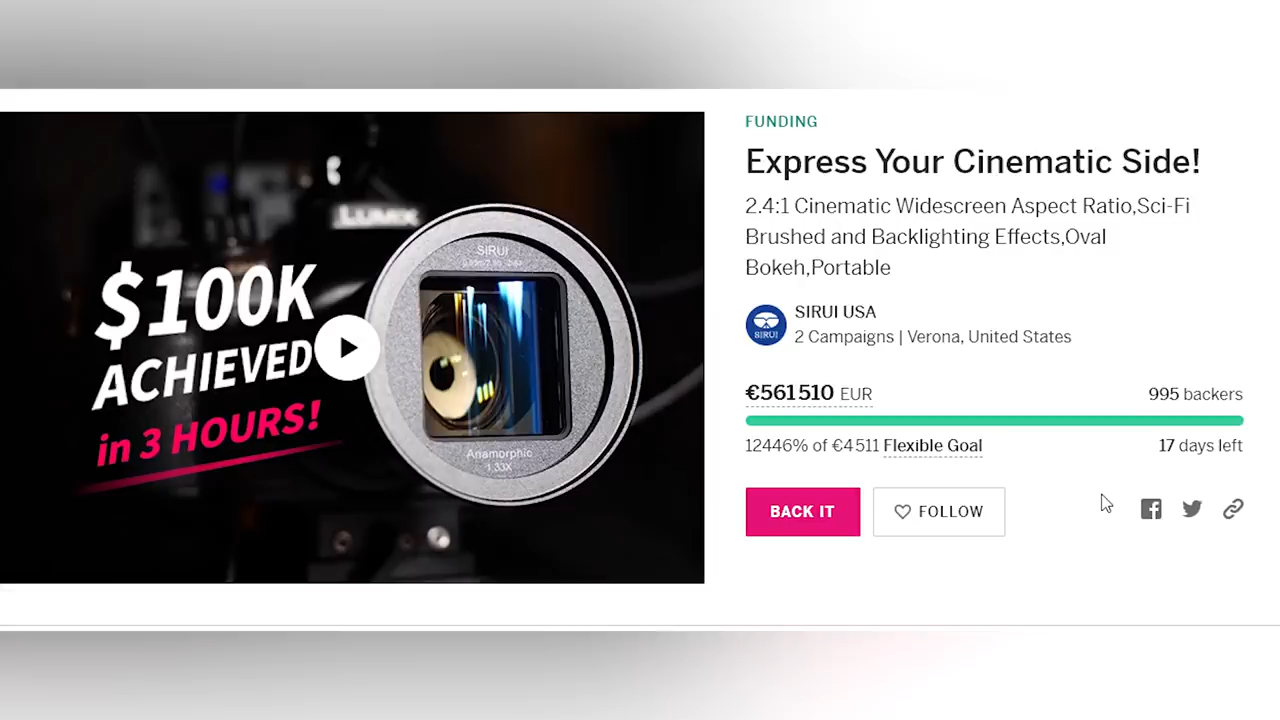 LUMIX
SIRUI
$100K
ACHIEVED
in 3 HOURS!
Anamorphic
1.33X
FUNDING
Express Your Cinematic Side!
2.4:1 Cinematic Widescreen Aspect Ratio,Sci-Fi
Brushed and Backlighting Effects,Oval
Bokeh,Portable
SIRUI
SIRUI USA
2 Campaigns | Verona, United States
€561510 EUR
995 backers
12446% of €4511 Flexible Goal
17 days left
BACK IT
FOLLOW